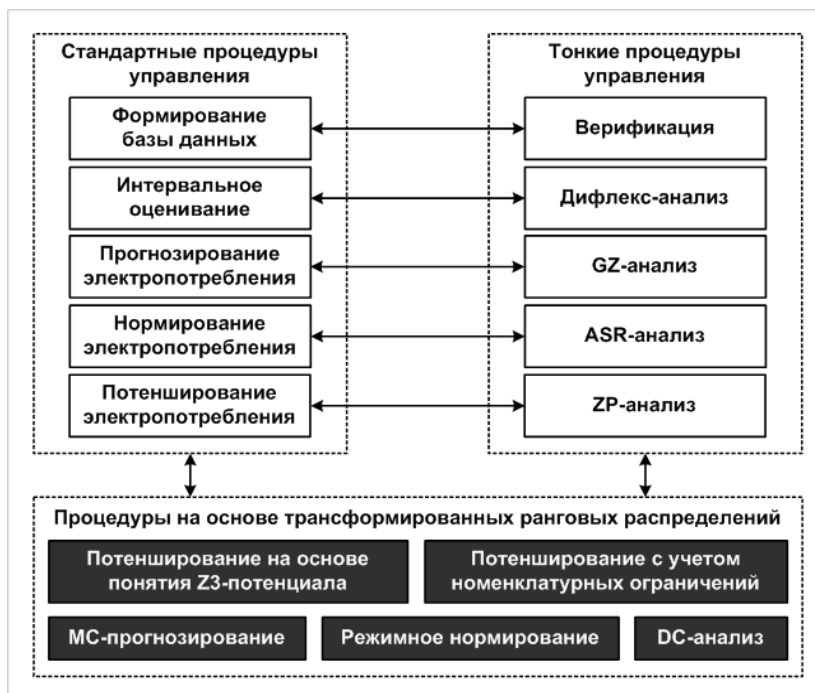 Стандартные процедуры
управления
Формирование
базы данных
Интервальное
оценивание
Прогнозирование
электропотребления
Нормирование
электропотребления
Потенширование
электропотребления
Тонкие процедуры
управления
Верификация
Дифлекс-анализ
GZ-анализ
ASR-анализ
ZP-анализ
Процедуры на основе трансформированных ранговых распределений
Потенширование на основе
понятия Z3-потенциала
Потенширование с учетом
номенклатурных ограничений
МС-прогнозирование
Режимное нормирование
DC-анализ